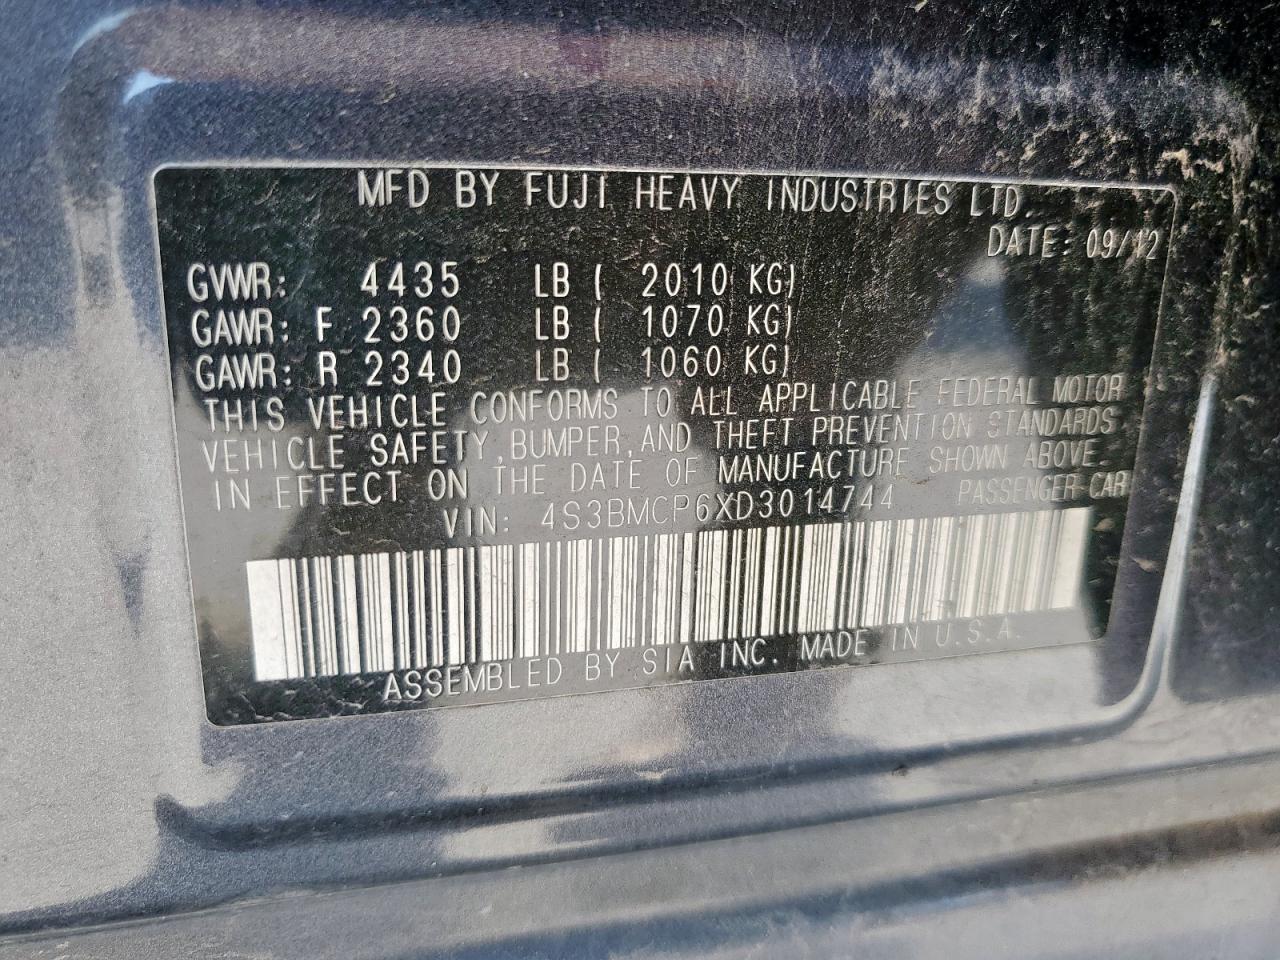 MFD BY FUJI HEAVY INDUSTRIES LTD.
DATE: 09/12
GVWR: 4435 LB ( 2010 KG)
GAWR: F 2360 LB ( 1070 KG)
GAWR: R 2340 LB ( 1060 KG)
THIS VEHICLE CONFORMS TO ALL APPLICABLE FEDERAL MOTOR
VEHICLE SAFETY, BUMPER, AND THEFT PREVENTION STANDARDS
IN EFFECT ON THE DATE OF MANUFACTURE SHOWN ABOVE.
VIN: 4S3BMCP6XD3014744 PASSENGER CAR
ASSEMBLED BY SIA INC. MADE IN U.S.A.